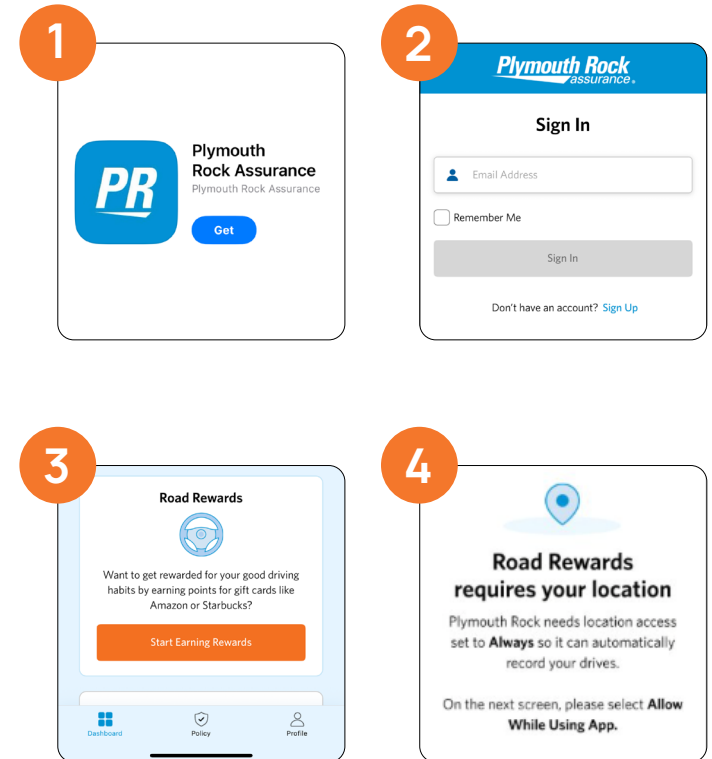 1
PR
Plymouth
Rock Assurance
Plymouth Rock Assurance
Get
2
Plymouth Rock
assurance®
Sign In
Email Address
Remember Me
Sign In
Don't have an account? Sign Up
3
Road Rewards
Want to get rewarded for your good driving
habits by earning points for gift cards like
Amazon or Starbucks?
Start Earning Rewards
Dashboard
Policy
Profile
4
Road Rewards
requires your location
Plymouth Rock needs location access
set to Always so it can automatically
record your drives.
On the next screen, please select Allow
While Using App.